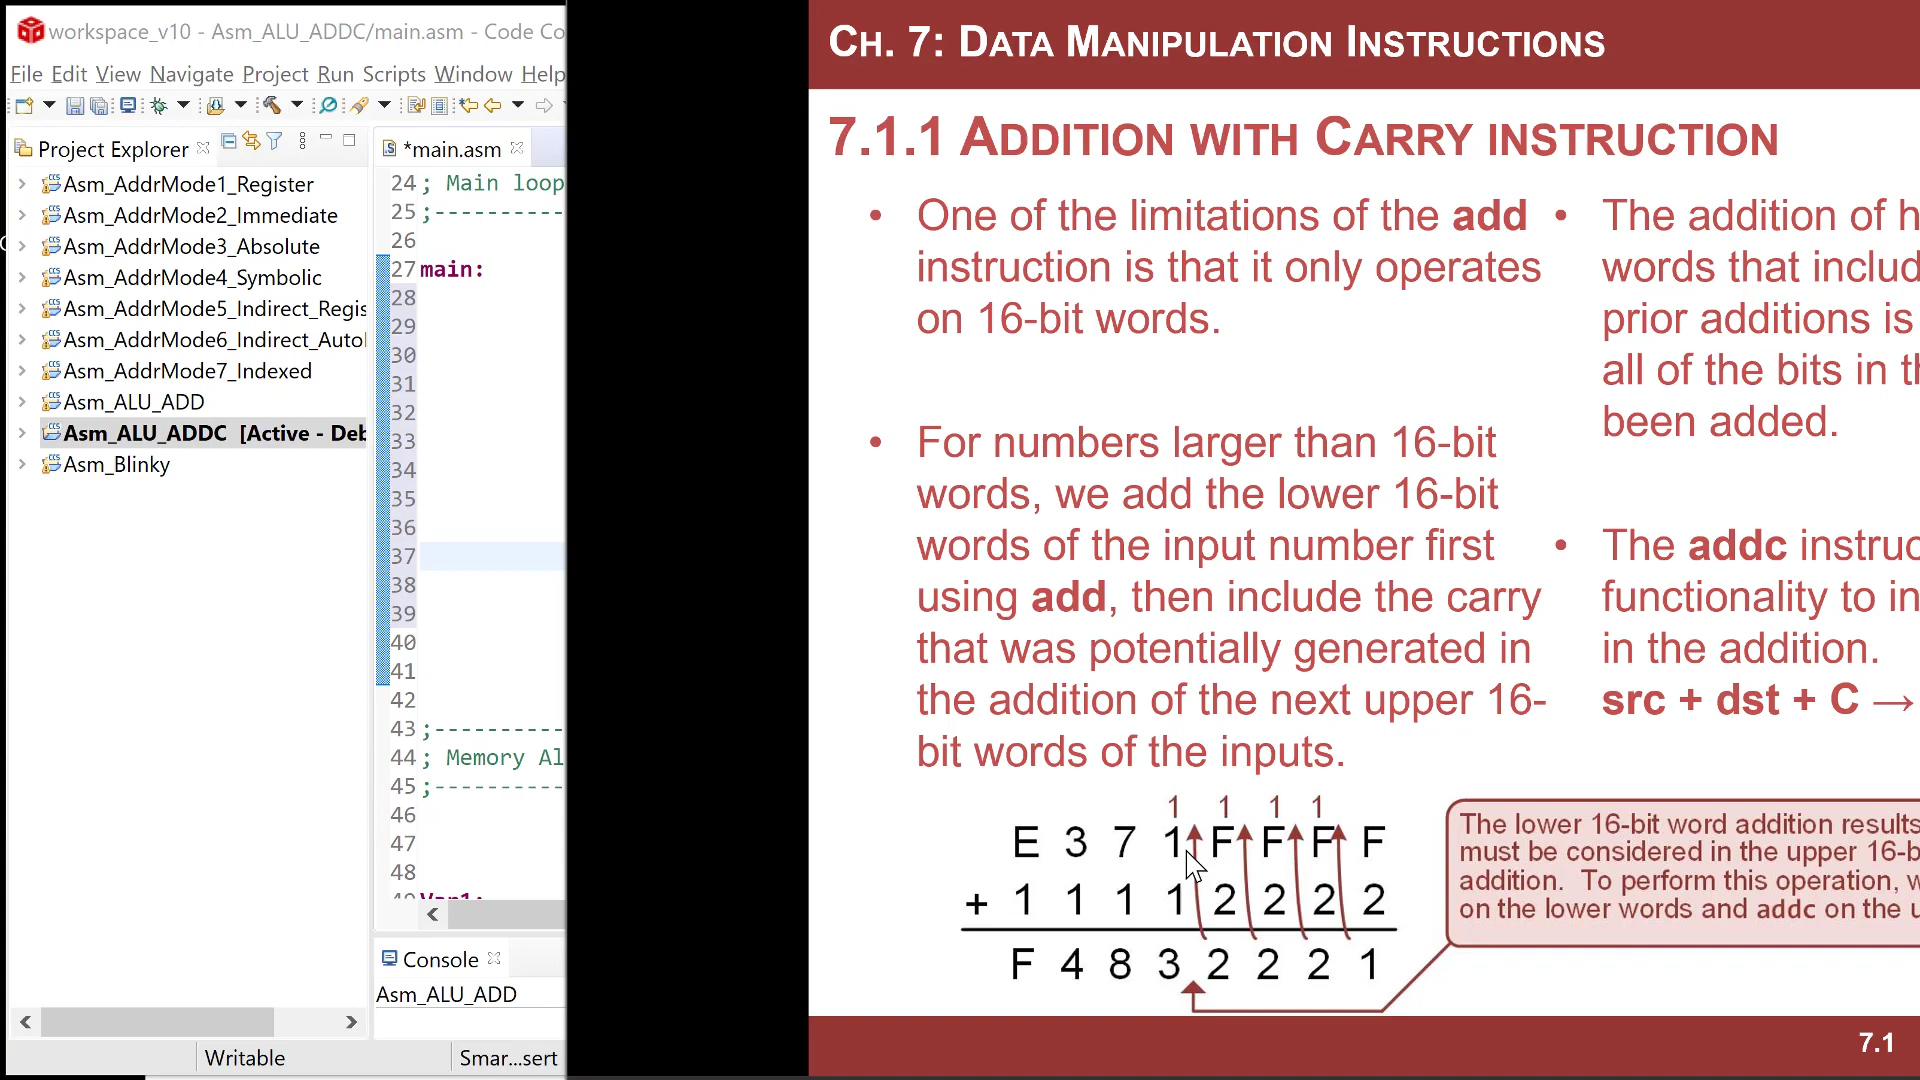 workspace_v10 - Asm_ALU_ADDC/main.asm - Code Co
File Edit View Navigate Project Run Scripts Window Help
Project Explorer
Asm_AddrMode1_Register
Asm_AddrMode2_Immediate
Asm_AddrMode3_Absolute
Asm_AddrMode4_Symbolic
Asm_AddrMode5_Indirect_Regis
Asm_AddrMode6_Indirect_Auto
Asm_AddrMode7_Indexed
Asm_ALU_ADD
Asm_ALU_ADDC [Active - Deb
Asm_Blinky
*main.asm
24 ; Main loop
25 ;----------
26
27 main:
28
29
30
31
32
33
34
35
36
37
38
39
40
41
42
43 ;----------
44 ; Memory Al
45 ;----------
46
47
48
49 Var1:
Console
Asm_ALU_ADD
Writable
Smar...sert
CH. 7: DATA MANIPULATION INSTRUCTIONS
7.1.1 ADDITION WITH CARRY INSTRUCTION
• One of the limitations of the add
instruction is that it only operates
on 16-bit words.
• For numbers larger than 16-bit
words, we add the lower 16-bit
words of the input number first
using add, then include the carry
that was potentially generated in
the addition of the next upper 16-
bit words of the inputs.
• The addition of h
words that includ
prior additions is
all of the bits in th
been added.
• The addc instruc
functionality to in
in the addition.
src + dst + C →
1 1 1 1
E 3 7 1 F F F F
+ 1 1 1 1 2 2 2 2
F 4 8 3 2 2 2 1
The lower 16-bit word addition results
must be considered in the upper 16-b
addition. To perform this operation, w
on the lower words and addc on the u
7.1